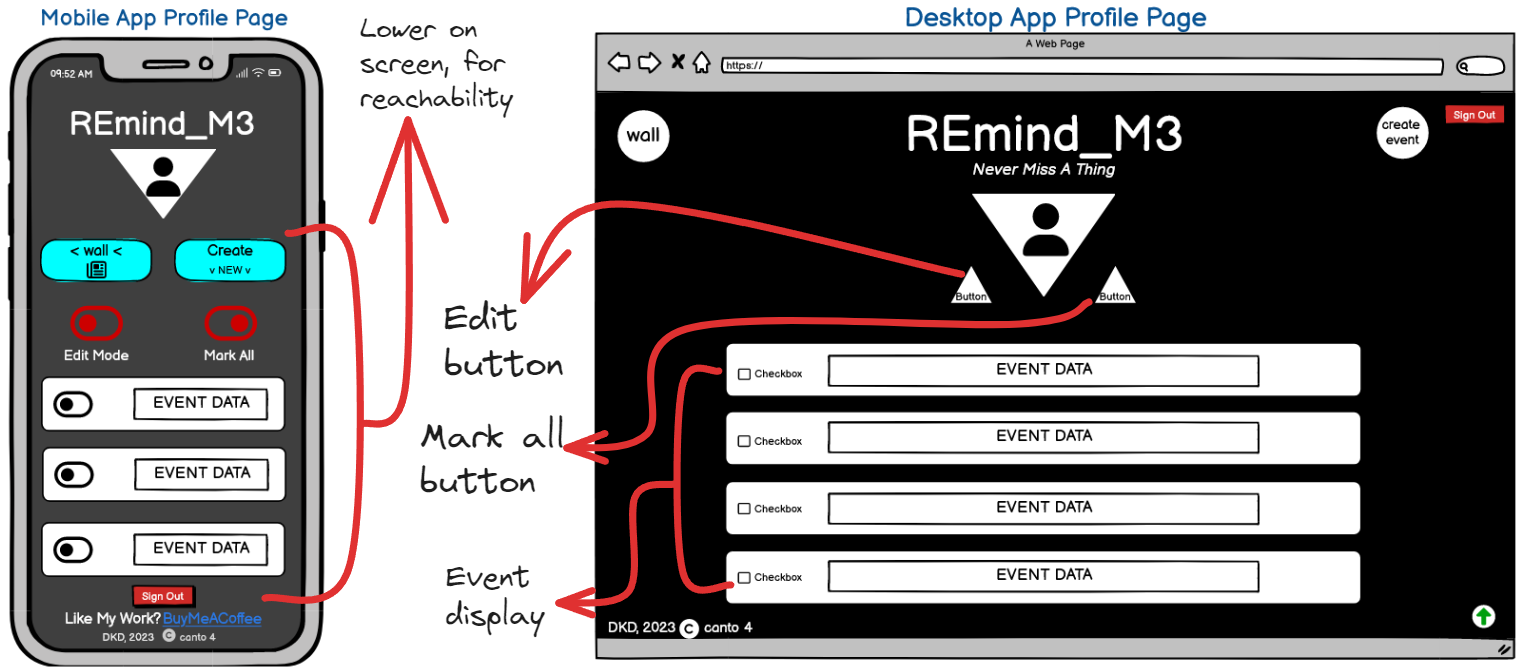 Mobile App Profile Page
09:52 AM
REmind_M3
< wall <
Create
v NEW v
Edit Mode
Mark All
EVENT DATA
EVENT DATA
EVENT DATA
Sign Out
Like My Work? BuyMeACoffee
DKD, 2023 C canto 4
Lower on
screen, for
reachability
Edit
button
Mark all
button
Event
display
Desktop App Profile Page
A Web Page
https://
wall
REmind_M3
Never Miss A Thing
create
event
Sign Out
Button
Button
Checkbox
EVENT DATA
Checkbox
EVENT DATA
Checkbox
EVENT DATA
Checkbox
EVENT DATA
DKD, 2023 C canto 4